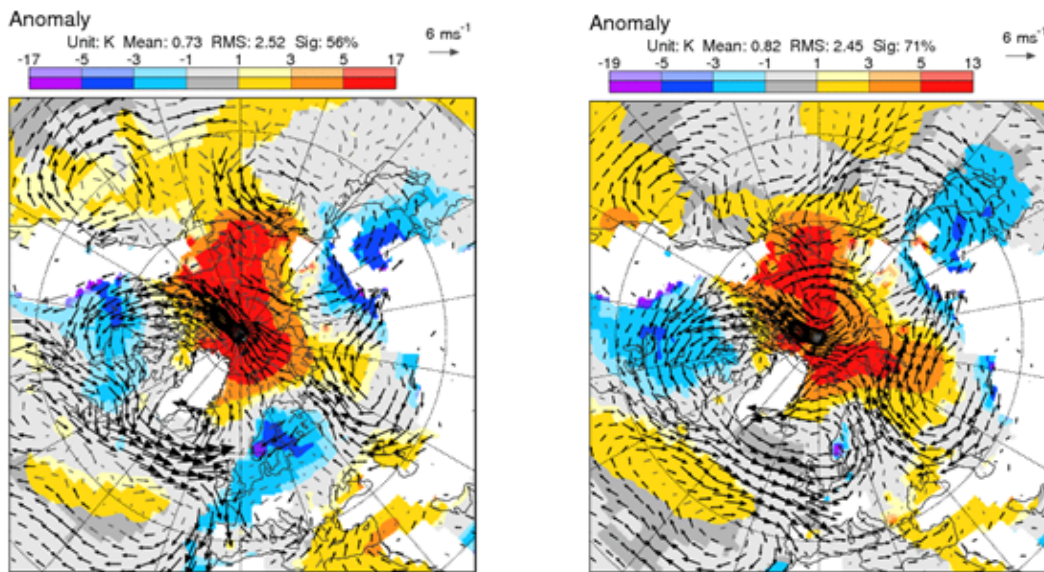 Anomaly
6 ms-1
Unit: K Mean: 0.73 RMS: 2.52 Sig: 56%
-17 -5 -3 -1 1 3 5 17
Anomaly
6 ms-1
Unit: K Mean: 0.82 RMS: 2.45 Sig: 71%
-19 -5 -3 -1 1 3 5 13